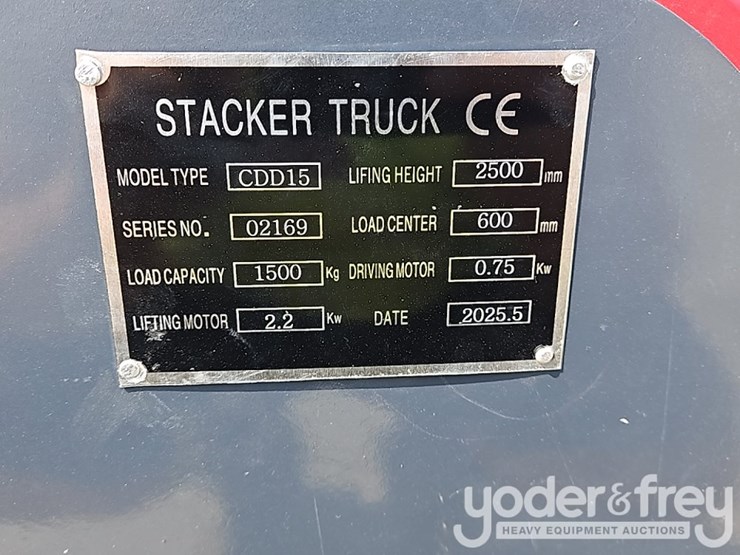 STACKER TRUCK CE
MODEL TYPE CDD15 LIFING HEIGHT 2500 mm
SERIES NO. 02169 LOAD CENTER 600 mm
LOAD CAPACITY 1500 Kg DRIVING MOTOR 0.75 Kw
LIFTING MOTOR 2.2 Kw DATE 2025.5
yoder&frey
HEAVY EQUIPMENT AUCTIONS